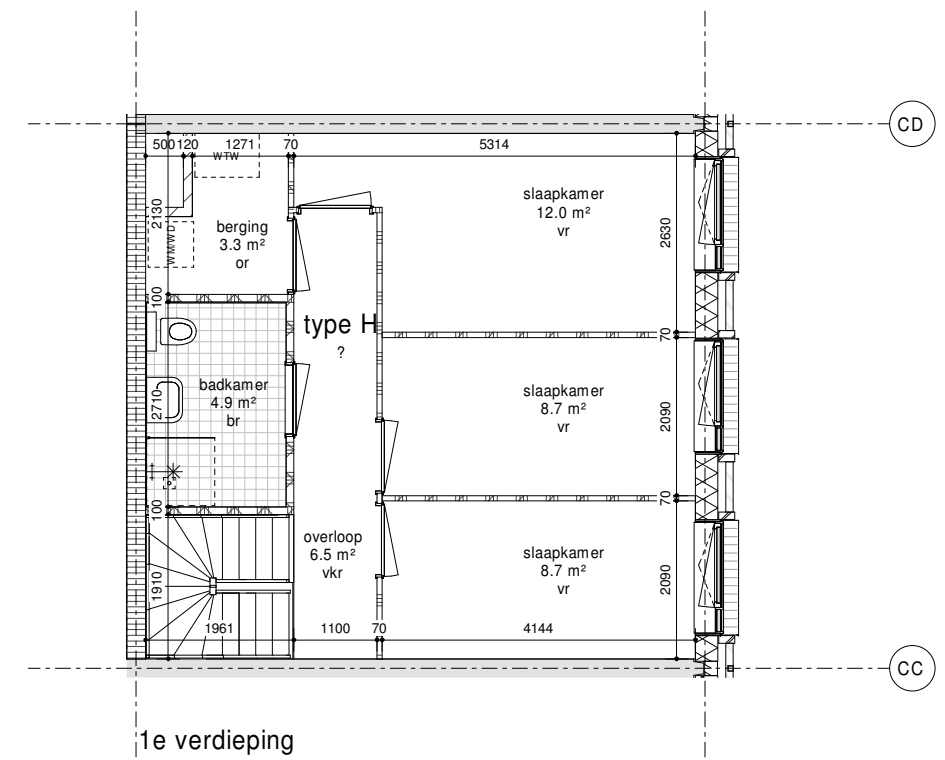 CD
500 120 1271 70 5314
WTW
slaapkamer
12.0 m²
vr
2130
berging
3.3 m²
or
WM/WD
2630
100
type H
?
70
badkamer
4.9 m²
br
2710
slaapkamer
8.7 m²
vr
2090
70
100
overloop
6.5 m²
vkr
slaapkamer
8.7 m²
vr
1910
2090
1961 1100 70 4144
CC
1e verdieping